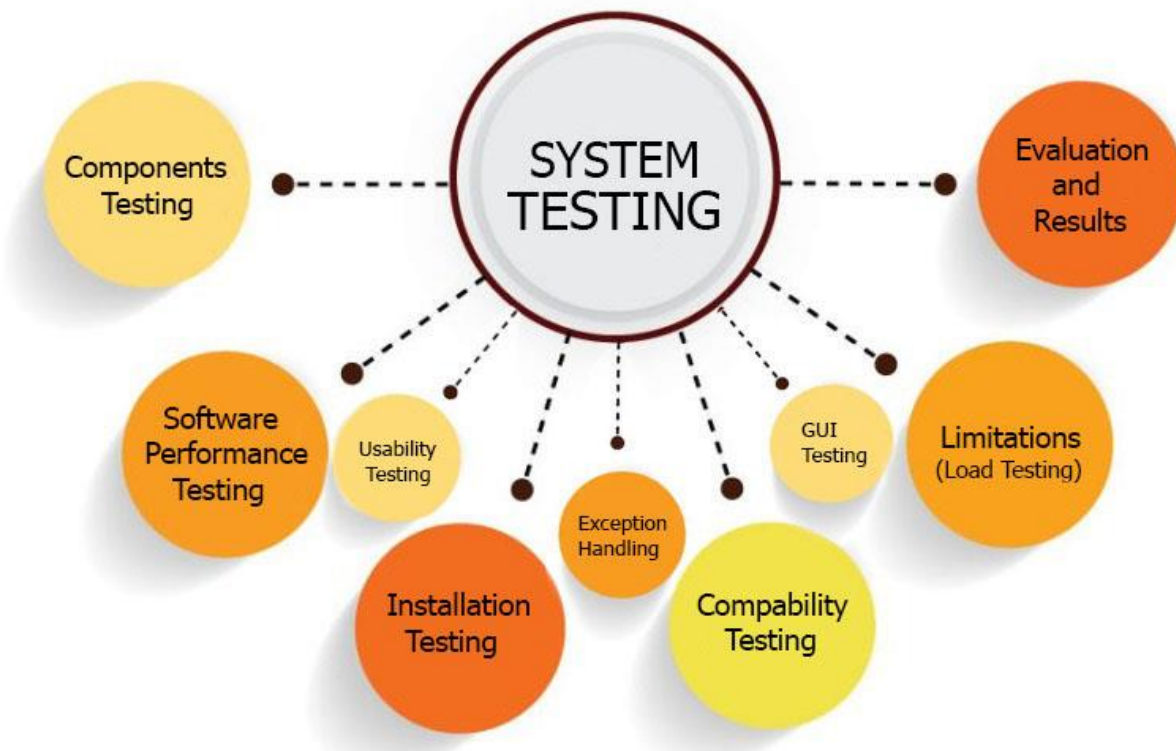 SYSTEM
TESTING
Components
Testing
Evaluation
and
Results
Software
Performance
Testing
Usability
Testing
Installation
Testing
Exception
Handling
Compability
Testing
GUI
Testing
Limitations
(Load Testing)